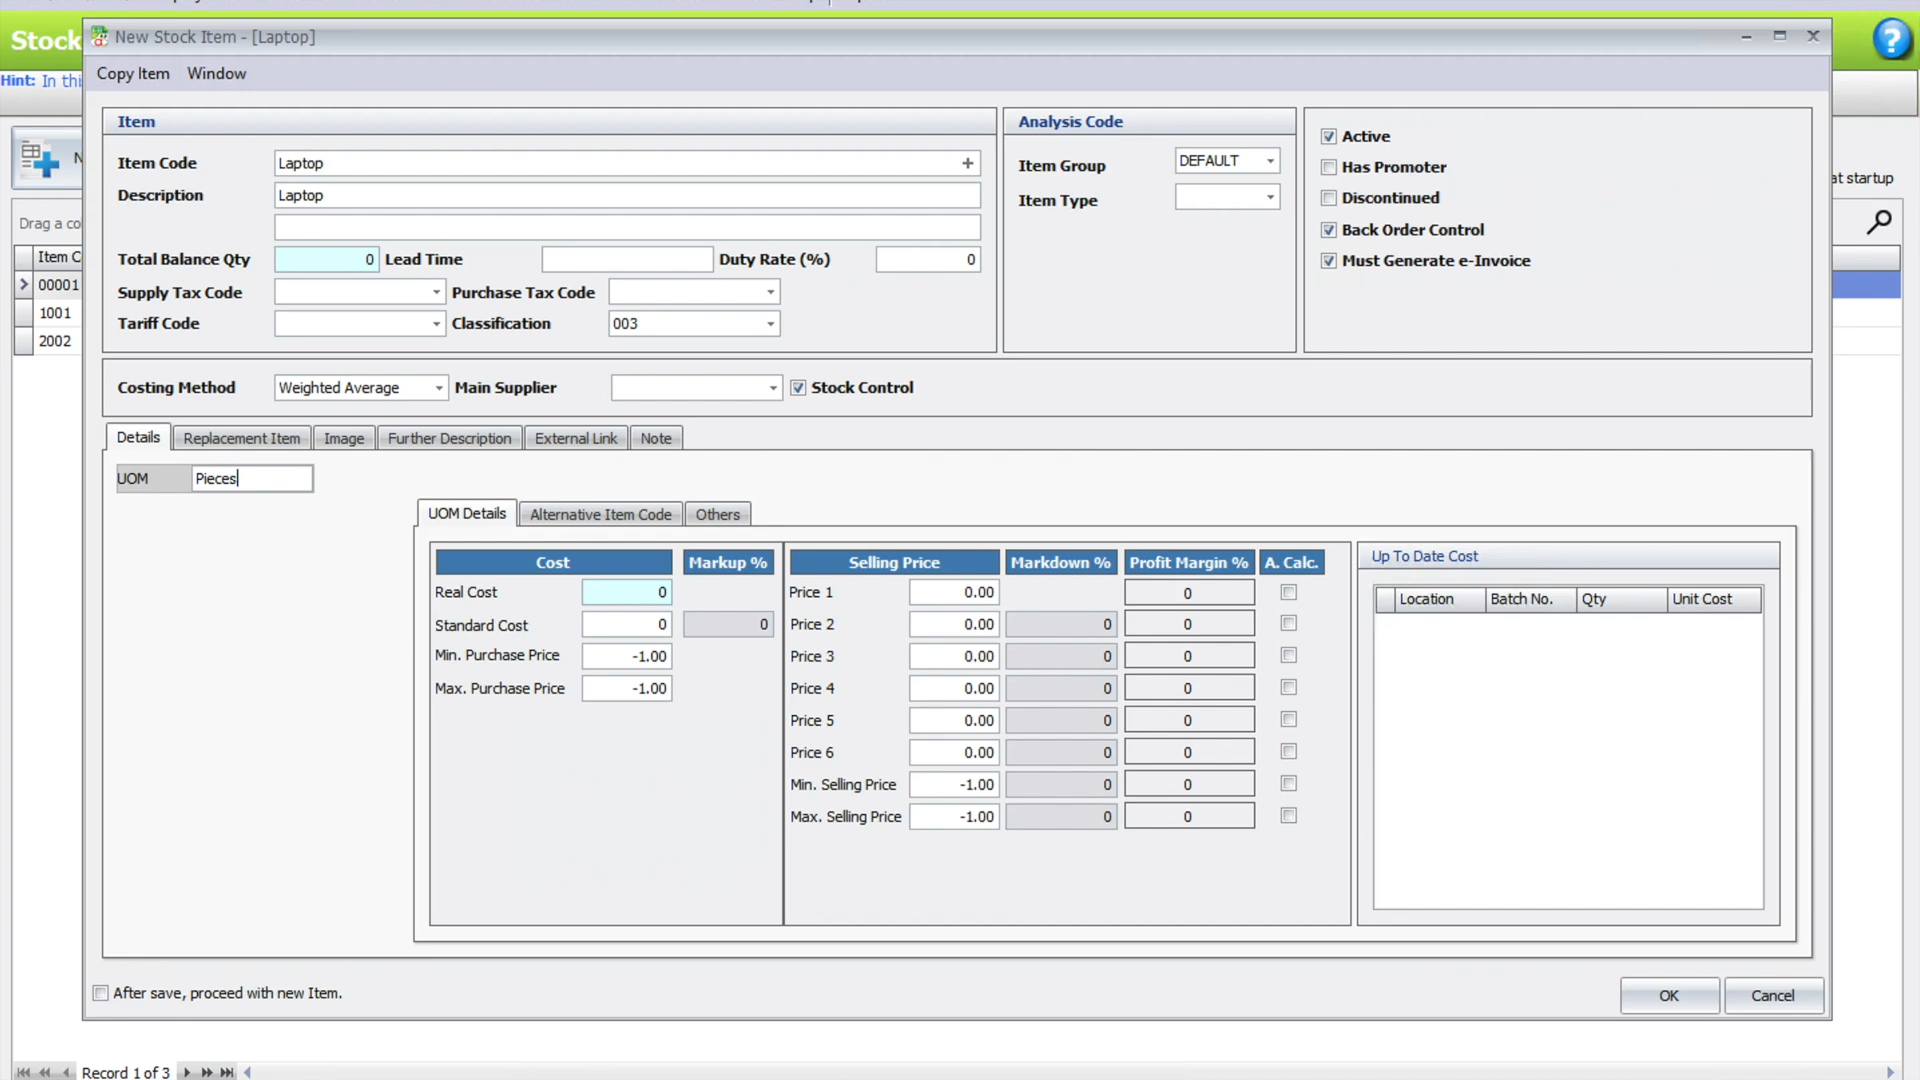 Stock
New Stock Item - [Laptop]
Hint: In thi
Copy Item Window
Item
Item Code Laptop
Description Laptop
Total Balance Qty 0 Lead Time Duty Rate (%) 0
Supply Tax Code Purchase Tax Code
Tariff Code Classification 003
Analysis Code
Item Group DEFAULT
Item Type
Active
Has Promoter
Discontinued
Back Order Control
Must Generate e-Invoice
N
at startup
Drag a co
Item C
00001
1001
2002
Costing Method Weighted Average Main Supplier Stock Control
Details Replacement Item Image Further Description External Link Note
UOM Pieces
UOM Details Alternative Item Code Others
Cost Markup %
Real Cost 0
Standard Cost 0 0
Min. Purchase Price -1.00
Max. Purchase Price -1.00
Selling Price Markdown % Profit Margin % A. Calc.
Price 1 0.00 0
Price 2 0.00 0 0
Price 3 0.00 0 0
Price 4 0.00 0 0
Price 5 0.00 0 0
Price 6 0.00 0 0
Min. Selling Price -1.00 0 0
Max. Selling Price -1.00 0 0
Up To Date Cost
Location Batch No. Qty Unit Cost
After save, proceed with new Item.
OK Cancel
Record 1 of 3